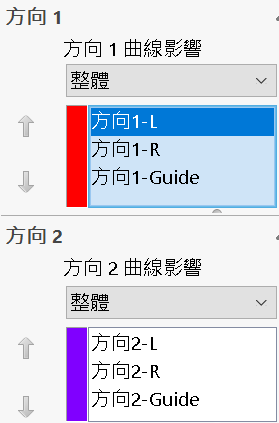 方向 1
方向 1 曲線影響
整體
方向1-L
方向1-R
方向1-Guide
方向 2
方向 2 曲線影響
整體
方向2-L
方向2-R
方向2-Guide